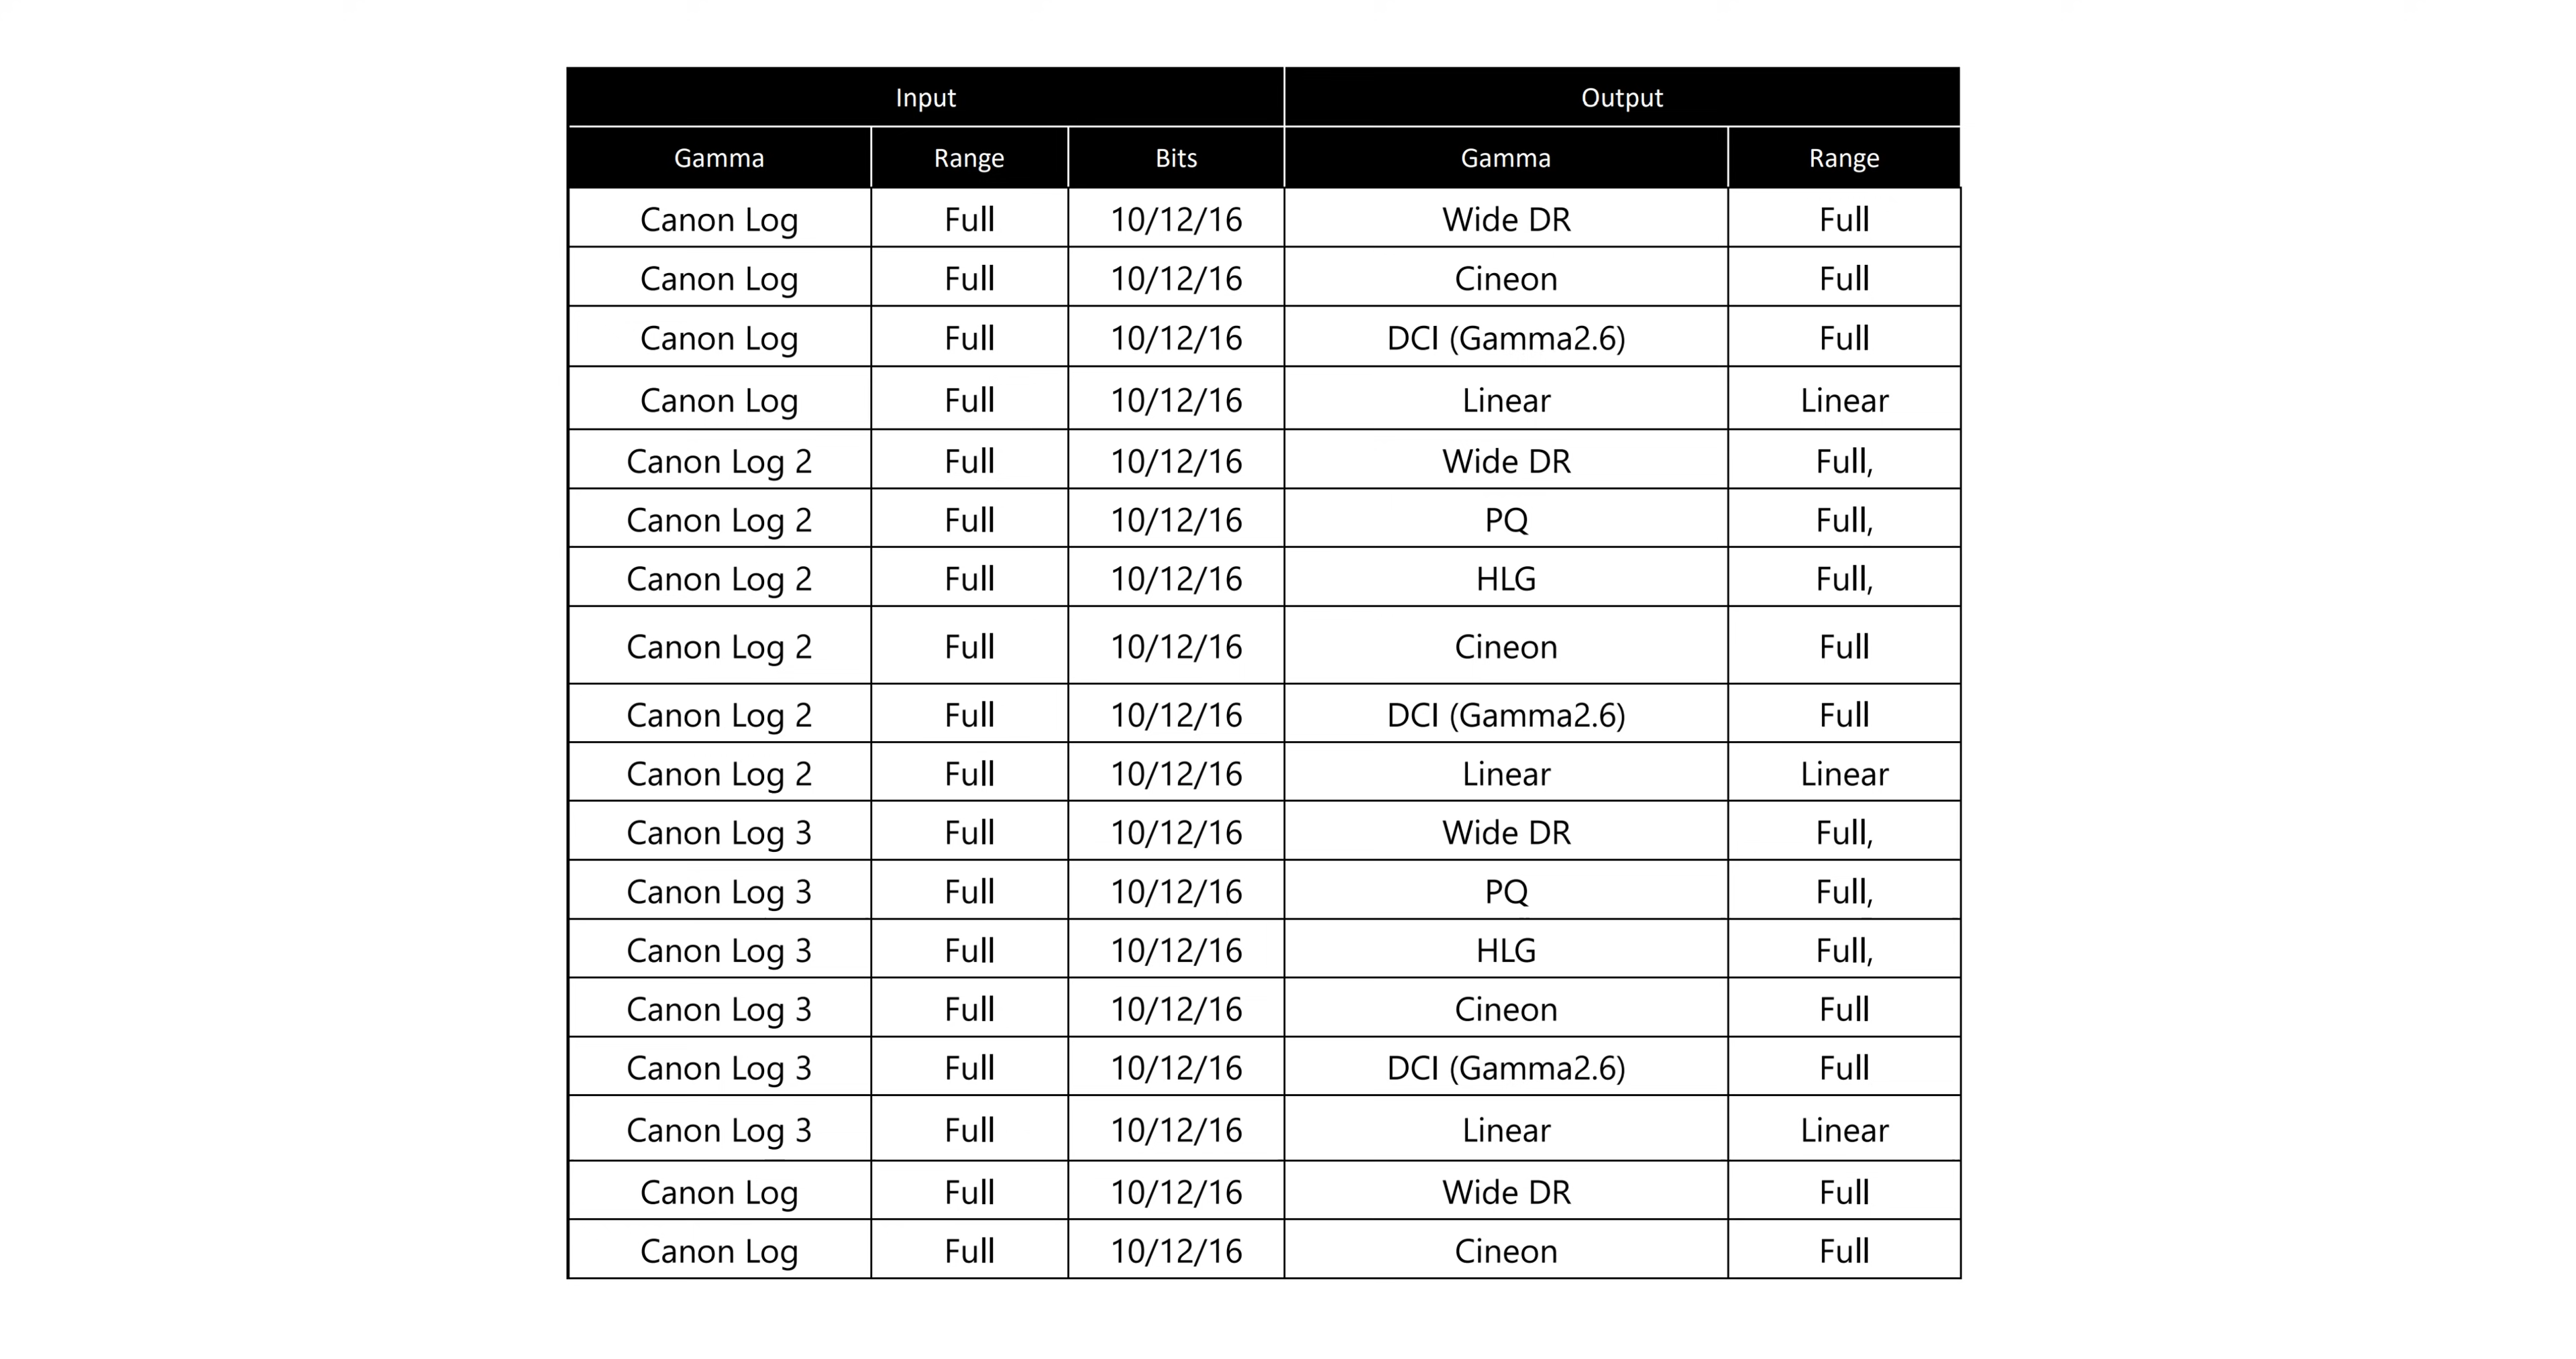 Input Output
Gamma Range Bits Gamma Range
Canon Log Full 10/12/16 Wide DR Full
Canon Log Full 10/12/16 Cineon Full
Canon Log Full 10/12/16 DCI (Gamma2.6) Full
Canon Log Full 10/12/16 Linear Linear
Canon Log 2 Full 10/12/16 Wide DR Full,
Canon Log 2 Full 10/12/16 PQ Full,
Canon Log 2 Full 10/12/16 HLG Full,
Canon Log 2 Full 10/12/16 Cineon Full
Canon Log 2 Full 10/12/16 DCI (Gamma2.6) Full
Canon Log 2 Full 10/12/16 Linear Linear
Canon Log 3 Full 10/12/16 Wide DR Full,
Canon Log 3 Full 10/12/16 PQ Full,
Canon Log 3 Full 10/12/16 HLG Full,
Canon Log 3 Full 10/12/16 Cineon Full
Canon Log 3 Full 10/12/16 DCI (Gamma2.6) Full
Canon Log 3 Full 10/12/16 Linear Linear
Canon Log Full 10/12/16 Wide DR Full
Canon Log Full 10/12/16 Cineon Full